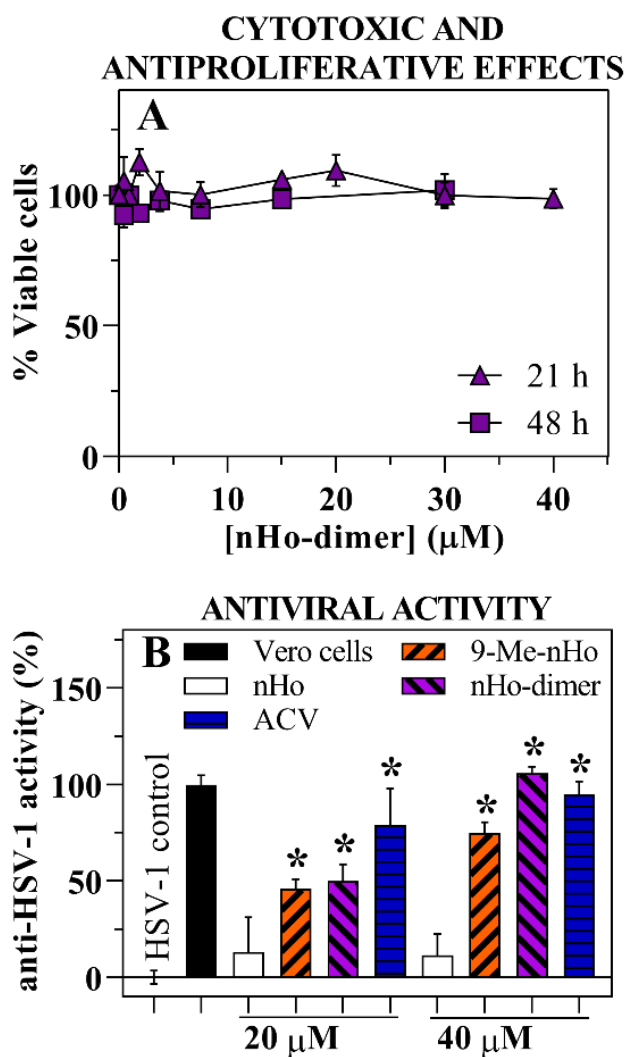 CYTOTOXIC AND
ANTIPROLIFERATIVE EFFECTS
A
% Viable cells
100
50
0
21 h
48 h
0 10 20 30 40
[nHo-dimer] (μM)
ANTIVIRAL ACTIVITY
B
Vero cells
9-Me-nHo
nHo
nHo-dimer
ACV
anti-HSV-1 activity (%)
150
100
50
0
HSV-1 control
* * * * * *
20 μM 40 μM